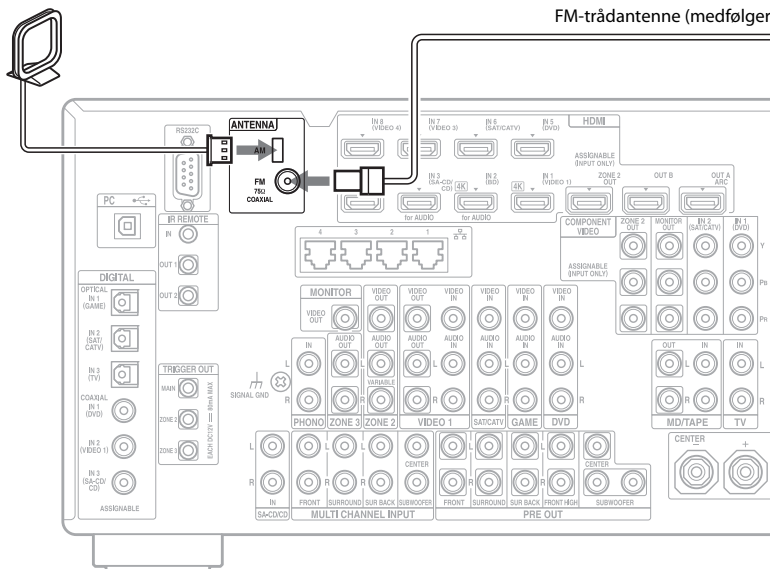 FM-trådantenne (medfølger
RS232C
ANTENNA
AM
FM
75Ω
COAXIAL
IN 8
(VIDEO 4)
IN 7
(VIDEO 3)
IN 6
(SAT/CATV)
IN 5
(DVD)
HDMI
ASSIGNABLE
(INPUT ONLY)
IN 3
(SA-CD/
CD)
4K
IN 2
(BD)
4K
IN 1
(VIDEO 1)
ZONE 2
OUT
OUT B
OUT A
ARC
for AUDIO
for AUDIO
PC
IR REMOTE
IN
OUT 1
OUT 2
4
3
2
1
COMPONENT
VIDEO
ASSIGNABLE
(INPUT ONLY)
ZONE 2
OUT
MONITOR
OUT
IN 2
(SAT/CATV)
IN 1
(DVD)
Y
PB
PR
DIGITAL
OPTICAL
IN 1
(GAME)
IN 2
(SAT/
CATV)
IN 3
(TV)
COAXIAL
IN 1
(DVD)
IN 2
(VIDEO 1)
IN 3
(SA-CD/
CD)
ASSIGNABLE
TRIGGER OUT
MAIN
ZONE 2
ZONE 3
EACH DC12V 80mA MAX
SIGNAL GND
MONITOR
VIDEO
OUT
VIDEO
OUT
VIDEO
OUT
VIDEO
IN
VIDEO
IN
VIDEO
IN
VIDEO
IN
IN
AUDIO
OUT
AUDIO
OUT
AUDIO
OUT
AUDIO
IN
AUDIO
IN
AUDIO
IN
AUDIO
IN
VARIABLE
L
L
L
R
R
R
PHONO
ZONE 3
ZONE 2
VIDEO 1
SAT/CATV
GAME
DVD
OUT
IN
IN
L
L
R
R
MD/TAPE
TV
CENTER
− +
L
L
L
R
R
R
CENTER
CENTER
IN
FRONT
SURROUND
SUR BACK
SUBWOOFER
FRONT
SURROUND
SUR BACK
FRONT HIGH
SUBWOOFER
SA-CD/CD
MULTI CHANNEL INPUT
PRE OUT